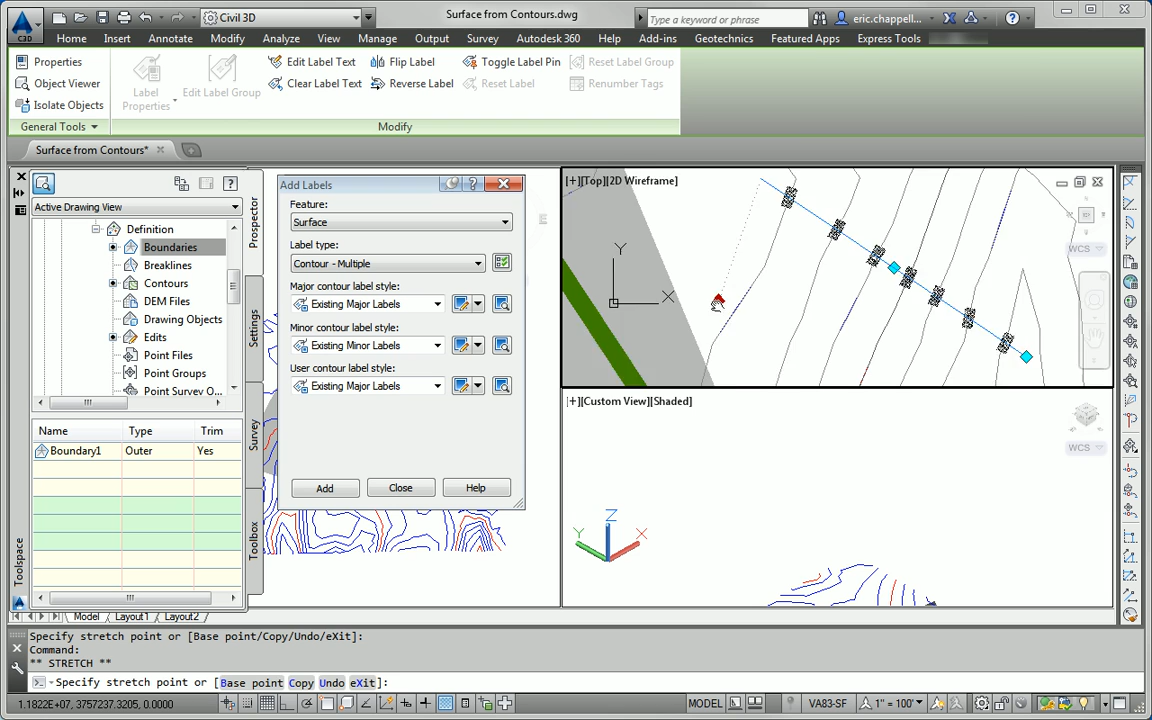 Civil 3D
Surface from Contours.dwg
Type a keyword or phrase
eric.chappell...
Home Insert Annotate Modify Analyze View Manage Output Survey Autodesk 360 Help Add-ins Geotechnics Featured Apps Express Tools
C3D
Properties
Object Viewer
Isolate Objects
General Tools
Label
Properties
Edit Label Group
Edit Label Text
Clear Label Text
Flip Label
Reverse Label
Toggle Label Pin
Reset Label
Reset Label Group
Renumber Tags
Modify
Surface from Contours*
Active Drawing View
Definition
Boundaries
Breaklines
Contours
DEM Files
Drawing Objects
Edits
Point Files
Point Groups
Point Survey O...
Name Type Trim
Boundary1 Outer Yes
Prospector
Settings
Survey
Toolbox
Toolspace
Add Labels
Feature:
Surface
Label type:
Contour - Multiple
Major contour label style:
Existing Major Labels
Minor contour label style:
Existing Minor Labels
User contour label style:
Existing Major Labels
Add Close Help
[+][Top][2D Wireframe]
Y
X
WCS
[+][Custom View][Shaded]
WCS
Z
Y X
Model Layout1 Layout2
Specify stretch point or [Base point/Copy/Undo/eXit]:
Command:
** STRETCH **
Specify stretch point or [Base point Copy Undo eXit]:
1.1822E+07, 3757237.3205, 0.0000
MODEL
VA83-SF
1" = 100'